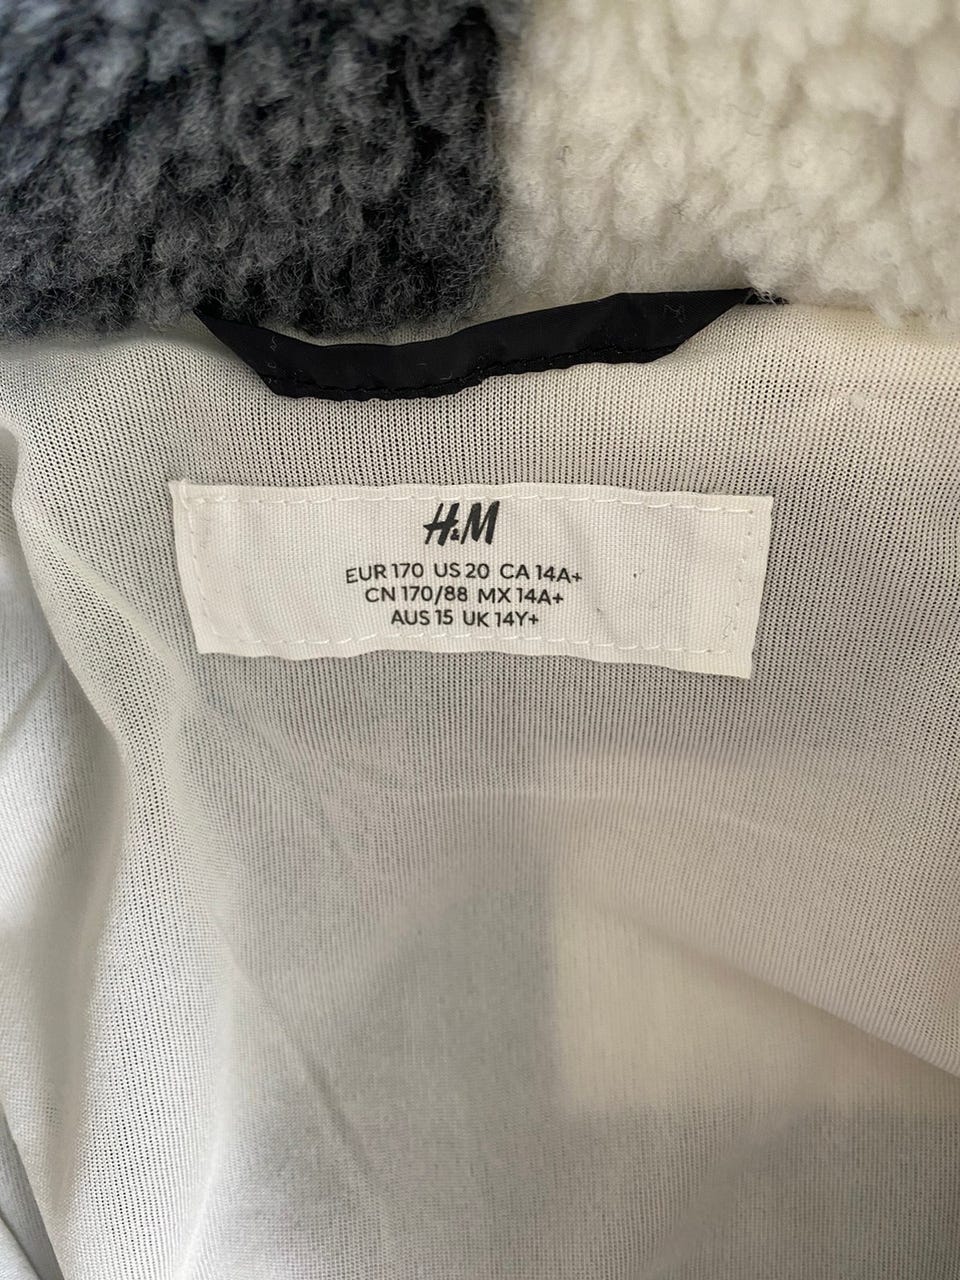 H&M
EUR 170 US 20 CA 14A+
CN 170/88 MX 14A+
AUS 15 UK 14Y+